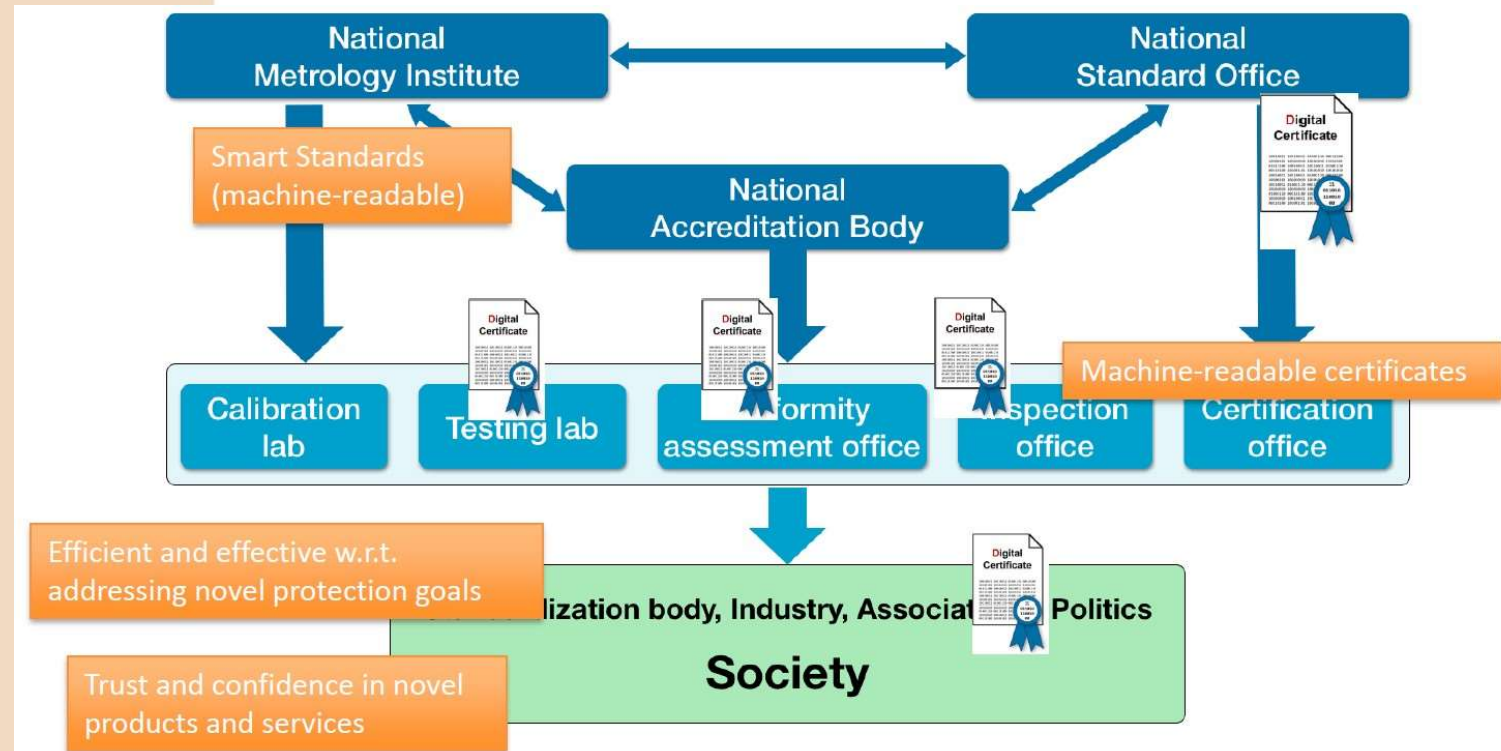 National
Metrology Institute
National
Standard Office
Digital
Certificate
Smart Standards
(machine-readable)
National
Accreditation Body
Digital
Certificate
Digital
Certificate
Digital
Certificate
Machine-readable certificates
Calibration
lab
Testing lab
formity
assessment office
nspection
office
Certification
office
Efficient and effective w.r.t.
addressing novel protection goals
Digital
Certificate
lization body, Industry, Associat Politics
Society
Trust and confidence in novel
products and services